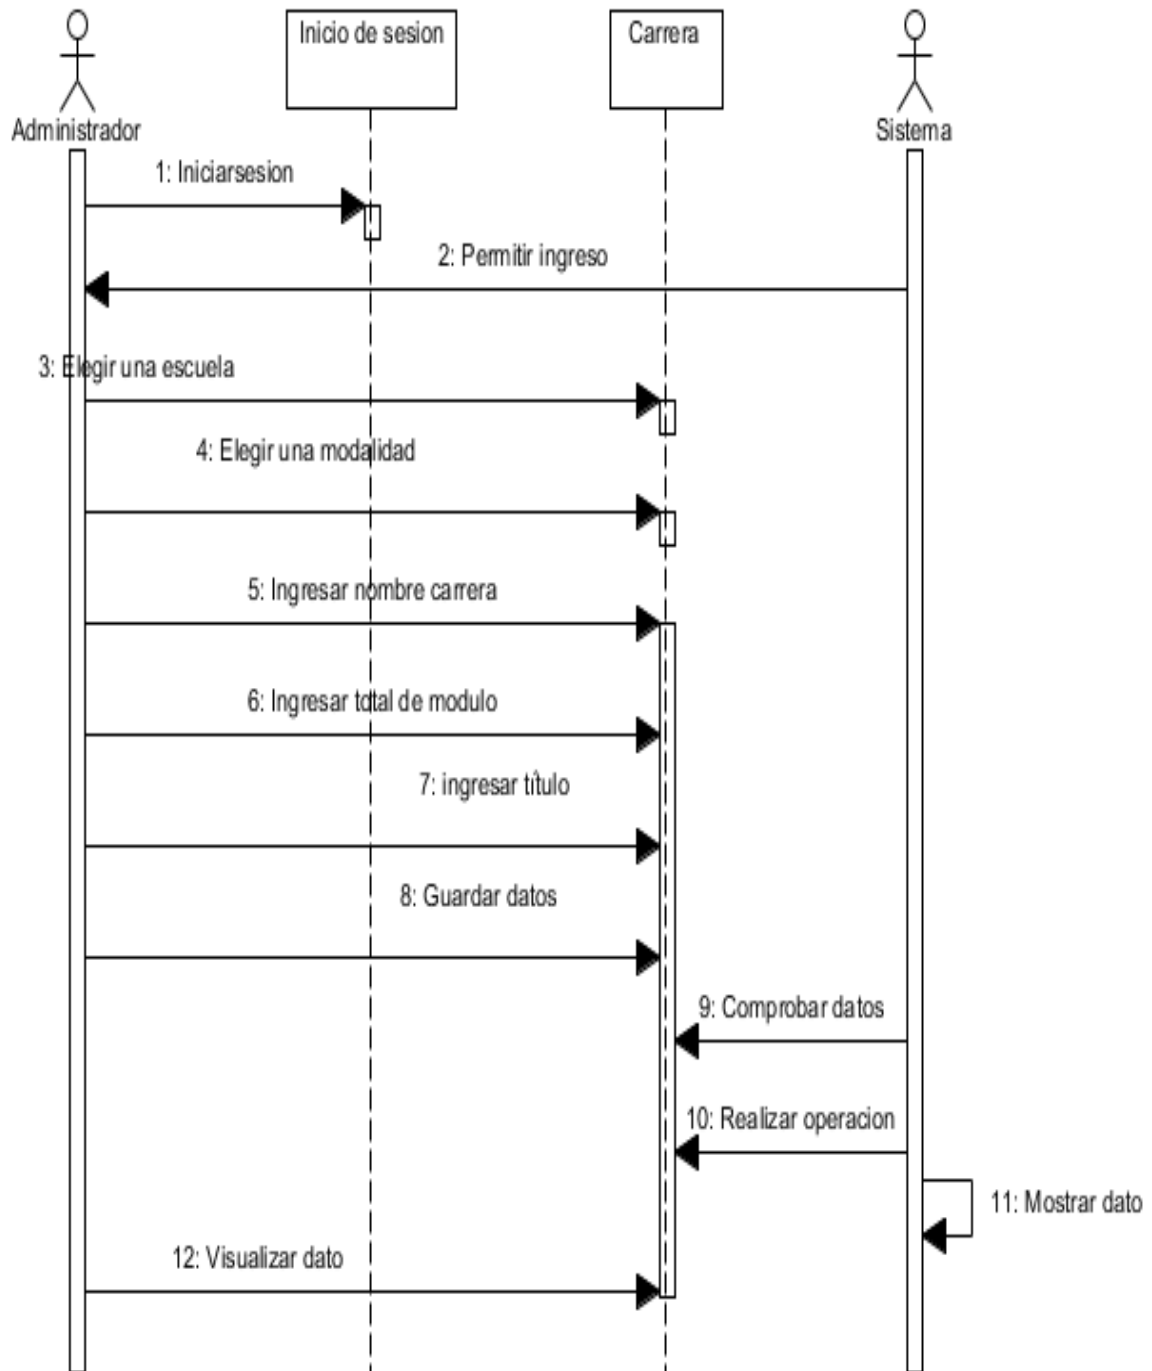 Inicio de sesion
Carrera
Administrador
Sistema
1: Iniciarsesion
2: Permitir ingreso
3: Elegir una escuela
4: Elegir una modalidad
5: Ingresar nombre carrera
6: Ingresar total de modulo
7: ingresar título
8: Guardar datos
9: Comprobar datos
10: Realizar operacion
11: Mostrar dato
12: Visualizar dato